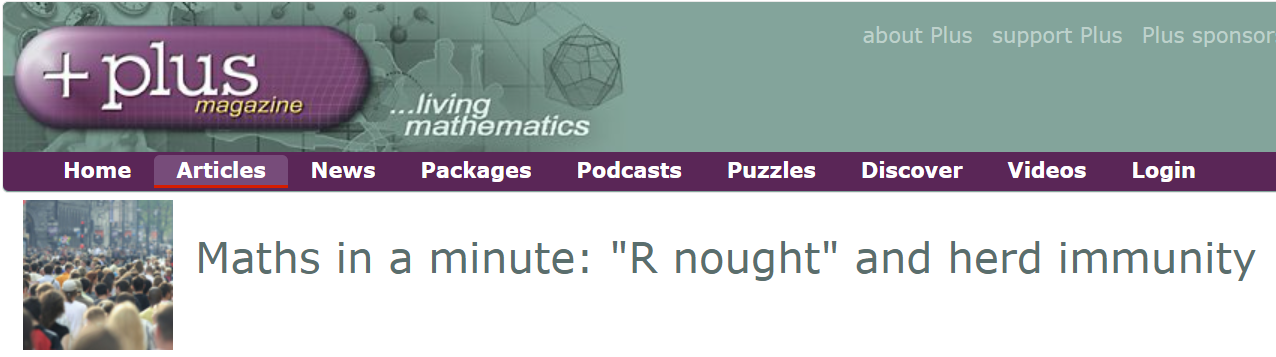 about Plus support Plus Plus sponsor
+ plus
magazine
...living
mathematics
Home Articles News Packages Podcasts Puzzles Discover Videos Login
Maths in a minute: "R nought" and herd immunity